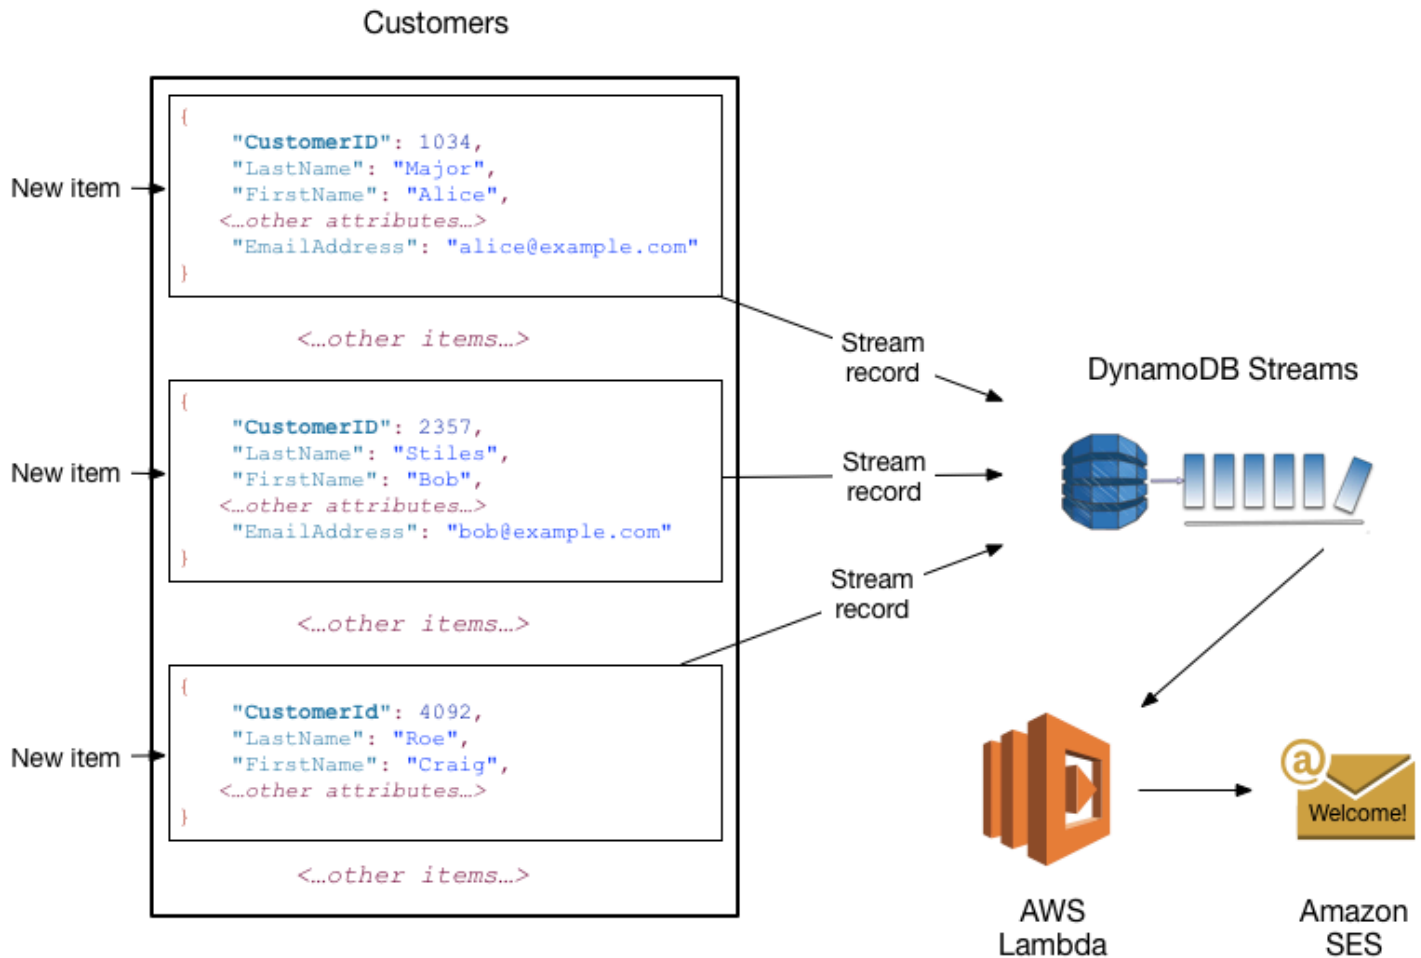 Customers
New item
{
"CustomerID": 1034,
"LastName": "Major",
"FirstName": "Alice",
<…other attributes…>
"EmailAddress": "alice@example.com"
}
<…other items…>
New item
{
"CustomerID": 2357,
"LastName": "Stiles",
"FirstName": "Bob",
<…other attributes…>
"EmailAddress": "bob@example.com"
}
<…other items…>
New item
{
"CustomerId": 4092,
"LastName": "Roe",
"FirstName": "Craig",
<…other attributes…>
}
<…other items…>
Stream
record
Stream
record
Stream
record
DynamoDB Streams
AWS
Lambda
@
Welcome!
Amazon
SES